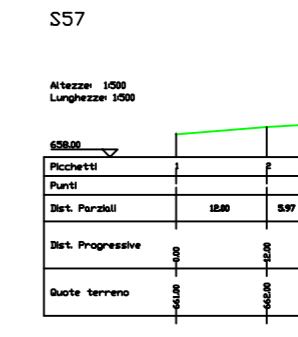 S57
Altezze: 1:500
Lunghezze: 1:500
658.00
Picchetti 1 2
Punti
Dist. Parziali 12.00 5.97
Dist. Progressive 0.00 12.00
Quote terreno 661.00 662.00